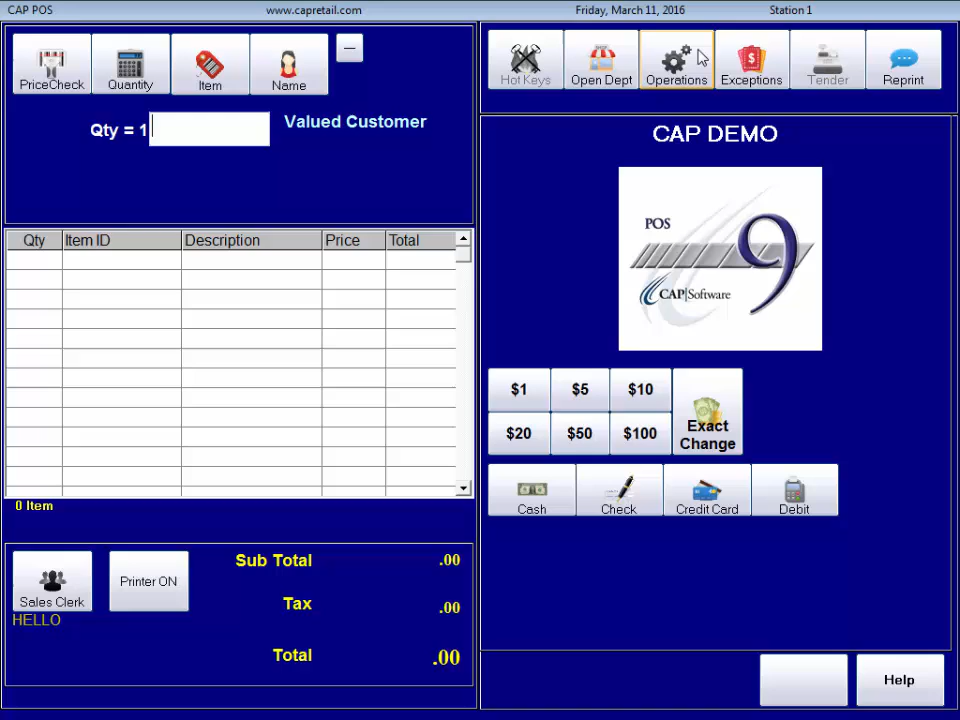 CAP POS www.capretail.com Friday, March 11, 2016 Station 1
PriceCheck Quantity Item Name
Hot Keys Open Dept Operations Exceptions Tender Reprint
Qty = 1 Valued Customer
CAP DEMO
POS
9
CAP|Software
Qty Item ID Description Price Total
$1 $5 $10
$20 $50 $100
Exact
Change
Cash Check Credit Card Debit
0 Item
Sales Clerk
HELLO
Printer ON
Sub Total .00
Tax .00
Total .00
Help